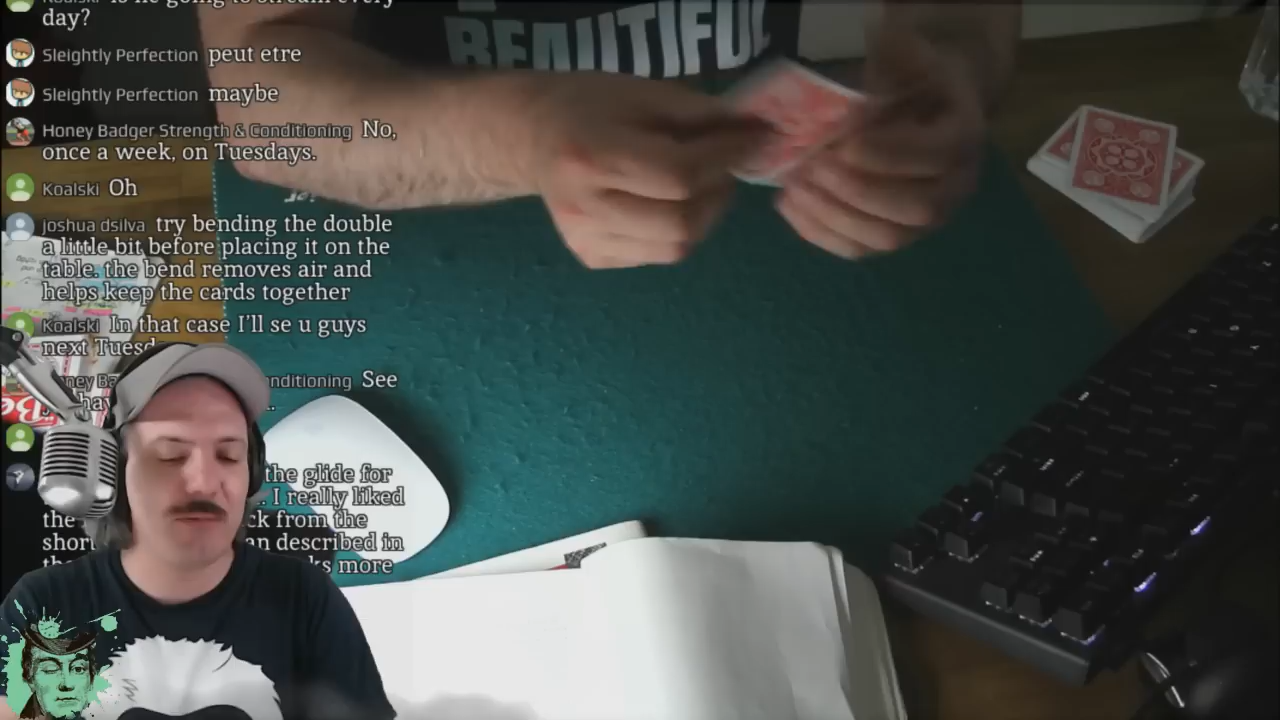 day?
Sleightly Perfection peut etre
Sleightly Perfection maybe
Honey Badger Strength & Conditioning No,
once a week, on Tuesdays.
Koalski Oh
joshua dsilva try bending the double
a little bit before placing it on the
table. the bend removes air and
helps keep the cards together
Koalski In that case I'll se u guys
next Tuesd
See
the glide for
I really liked
the
from the
short described in
more
BEAUTIFUL